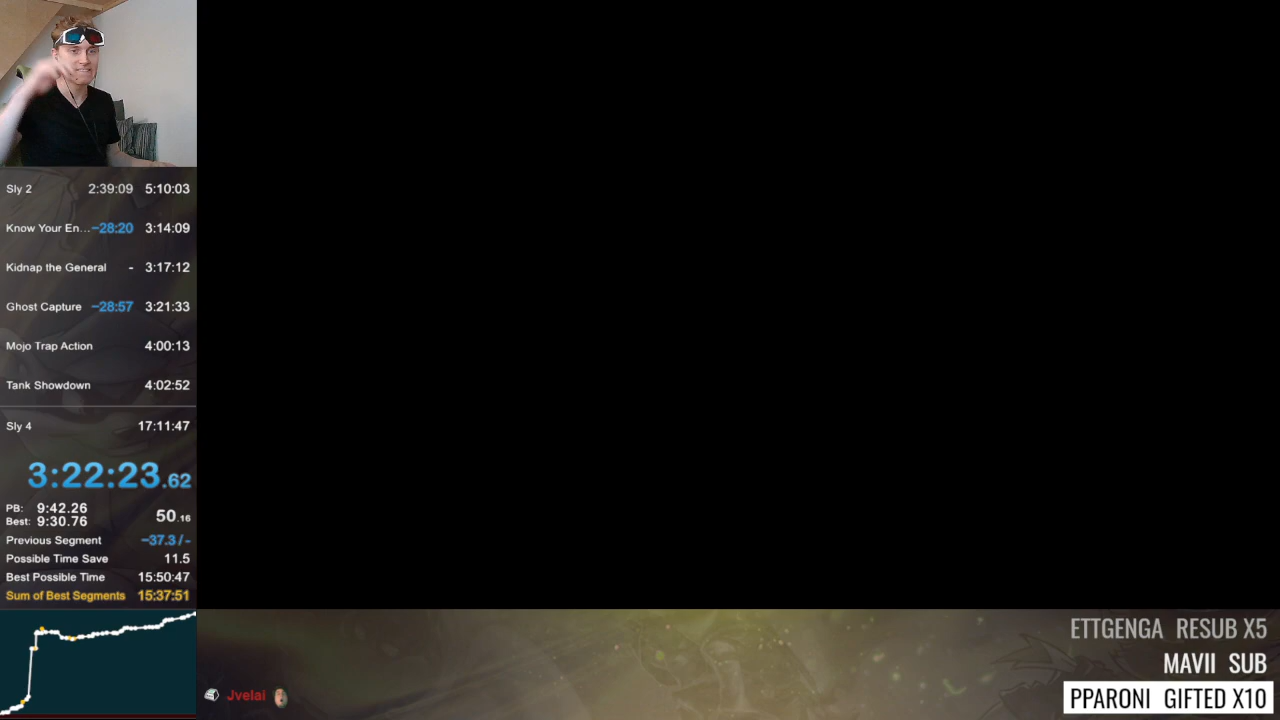 Sly 2 2:39:09 5:10:03
Know Your En... −28:20 3:14:09
Kidnap the General - 3:17:12
Ghost Capture −28:57 3:21:33
Mojo Trap Action 4:00:13
Tank Showdown 4:02:52
Sly 4 17:11:47
3:22:23.62
PB: 9:42.26
Best: 9:30.76 50.16
Previous Segment −37.3 / -
Possible Time Save 11.5
Best Possible Time 15:50:47
Sum of Best Segments 15:37:51
ETTGENGA RESUB X5
MAVII SUB
Jvelai
PPARONI GIFTED X10